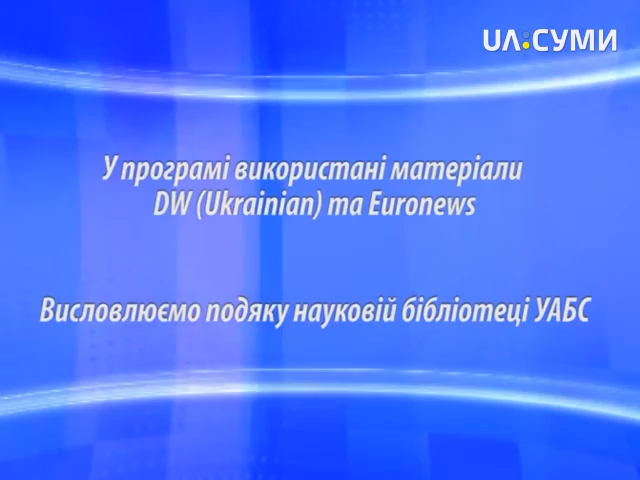 UA:СУМИ
У програмі використані матеріали
DW (Ukrainian) та Euronews
Висловлюємо подяку науковій бібліотеці УАБС